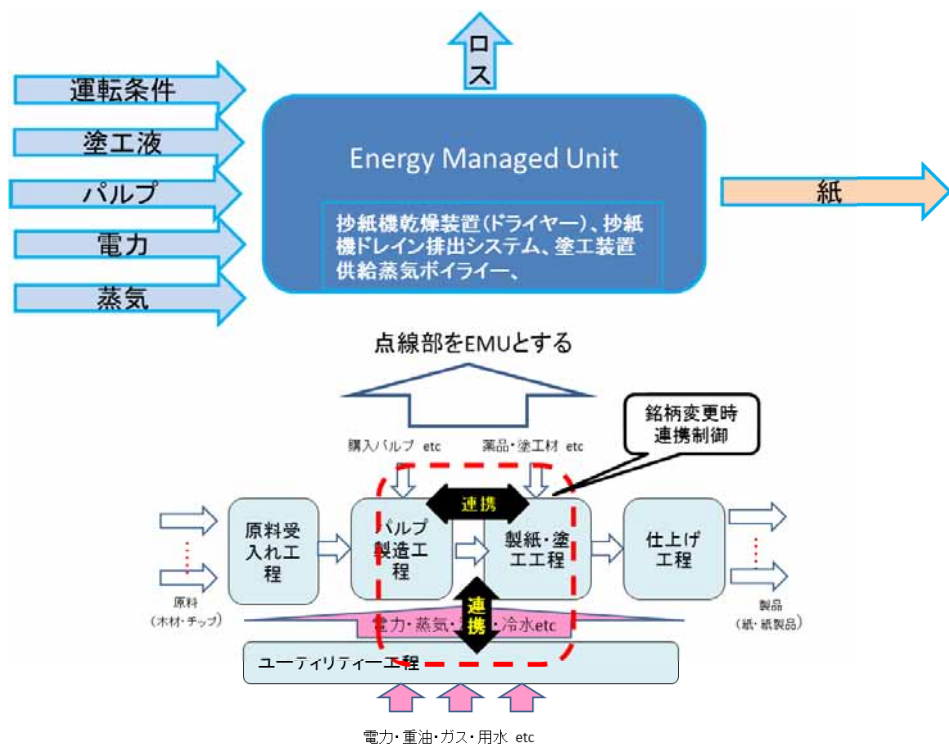 ロス
運転条件
塗工液
パルプ
電力
蒸気
Energy Managed Unit
抄紙機乾燥装置(ドライヤー)、抄紙
機ドレイン排出システム、塗工装置
供給蒸気ボイライー、
紙
点線部をEMUとする
銘柄変更時
連携制御
購入パルプ etc
薬品・塗工材 etc
連携
原料受
入れ工
程
パルプ
製造工
程
製紙・塗
工工程
仕上げ
工程
原料
(木材・チップ)
製品
(紙・紙製品)
連携
電力・蒸気・
・冷水etc
ユーティリティー工程
電力・重油・ガス・用水 etc